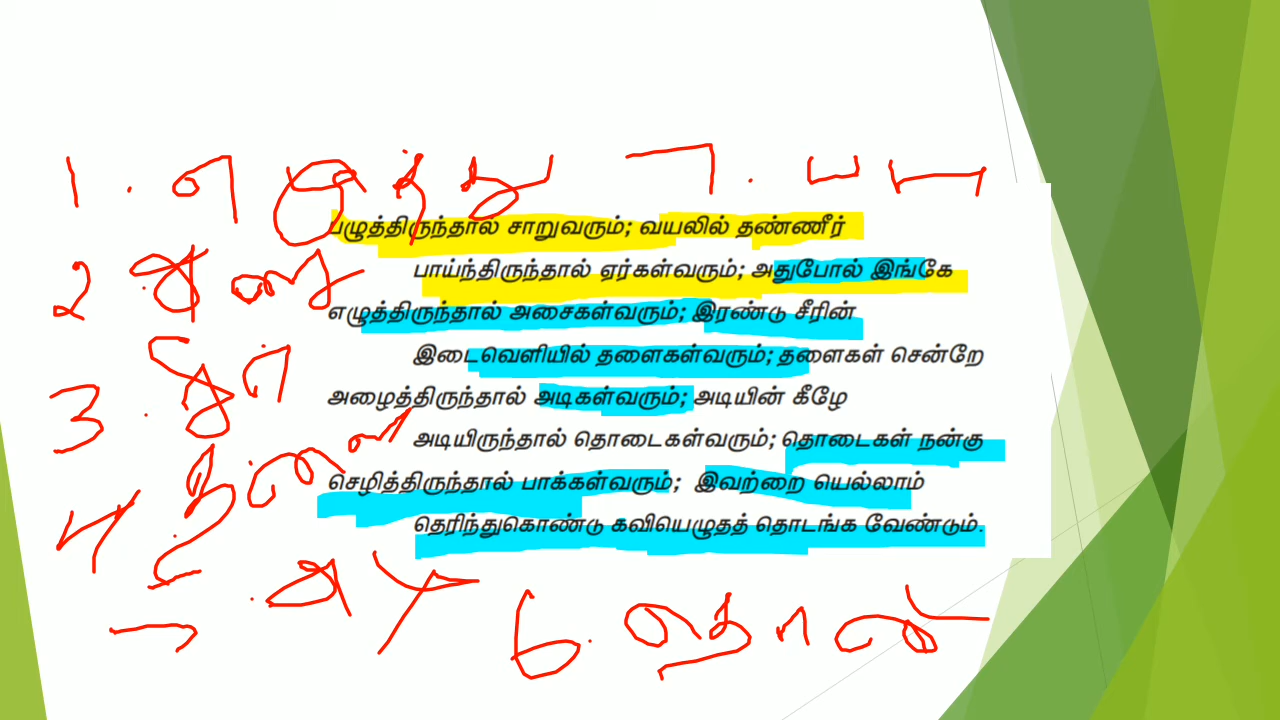 1. எழுத்து 7. பா
பழுத்திருந்தால் சாறுவரும்; வயலில் தண்ணீர்
2. அசை
பாய்ந்திருந்தால் ஏர்கள்வரும்; அதுபோல் இங்கே
எழுத்திருந்தால் அசைகள்வரும்; இரண்டு சீரின்
3. சீர்
இடைவெளியில் தளைகள்வரும்; தளைகள் சென்றே
அழைத்திருந்தால் அடிகள்வரும்; அடியின் கீழே
4. தளை
அடியிருந்தால் தொடைகள்வரும்; தொடைகள் நன்கு
செழித்திருந்தால் பாக்கள்வரும்; இவற்றை யெல்லாம்
தெரிந்துகொண்டு கவியெழுதத் தொடங்க வேண்டும்.
5. அடி
6. தொடை